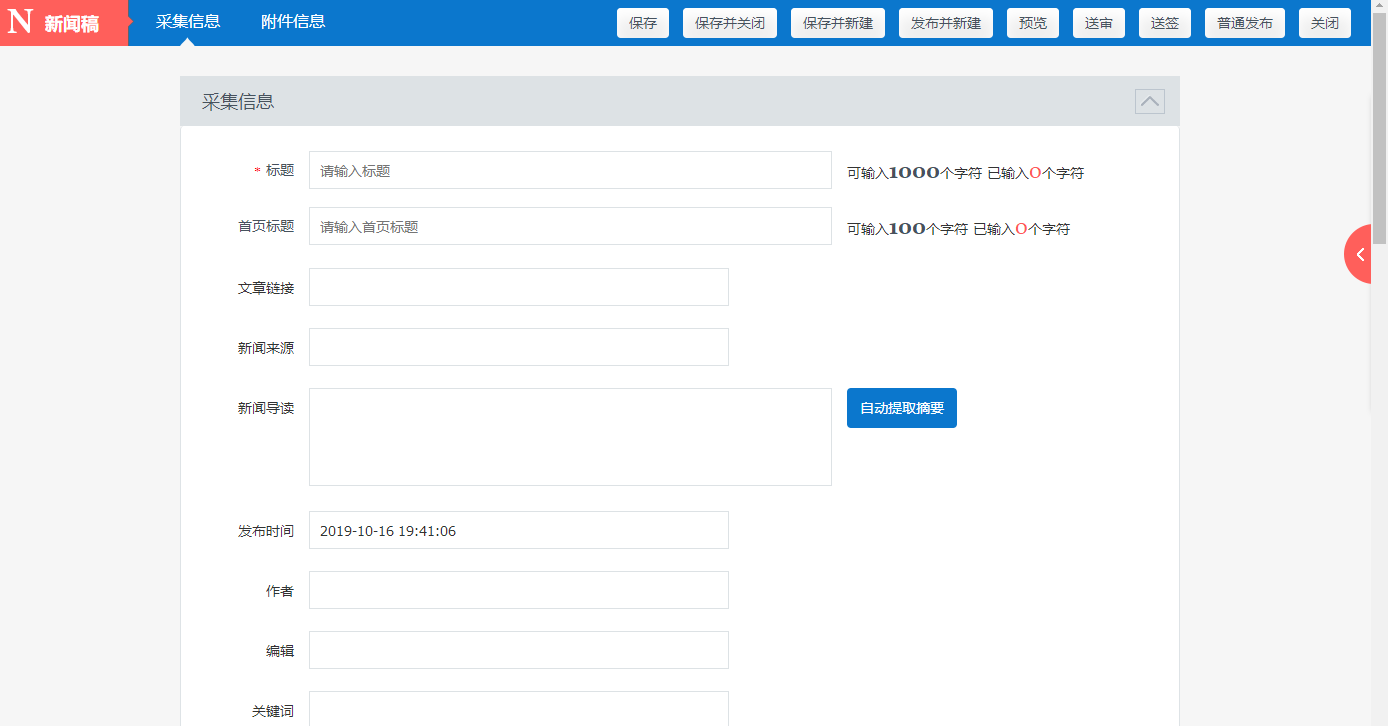 N 新闻稿 采集信息 附件信息 保存 保存并关闭 保存并新建 发布并新建 预览 送审 送签 普通发布 关闭
采集信息
* 标题 请输入标题 可输入1000个字符 已输入0个字符
首页标题 请输入首页标题 可输入100个字符 已输入0个字符
文章链接
新闻来源
新闻导读 自动提取摘要
发布时间 2019-10-16 19:41:06
作者
编辑
关键词